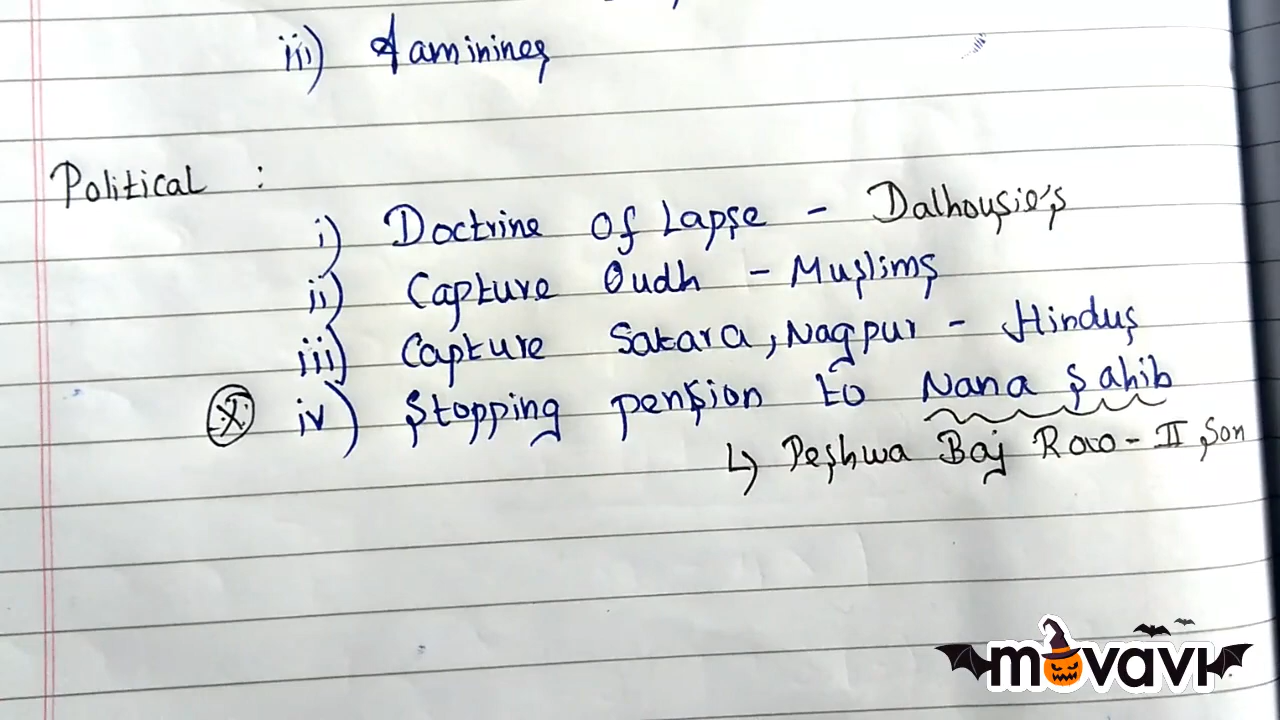 iii) faminines
Political :
i) Doctrine Of Lapse - Dalhousie's
ii) Capture Oudh - Muslims
iii) Capture Satara, Nagpur - Hindus
iv) Stopping pension to Nana Sahib
↳ Peshwa Baj Rao - II Son
movavi